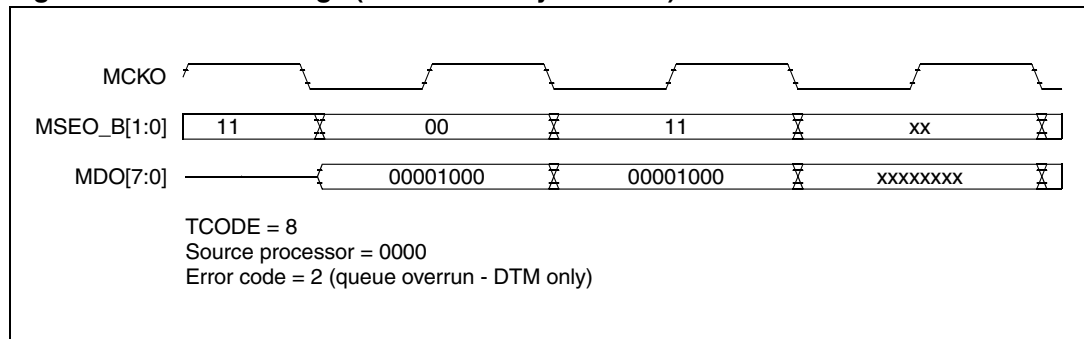 MCKO
MSEO_B[1:0] 11 00 11 xx
MDO[7:0] 00001000 00001000 xxxxxxxx
TCODE = 8
Source processor = 0000
Error code = 2 (queue overrun - DTM only)